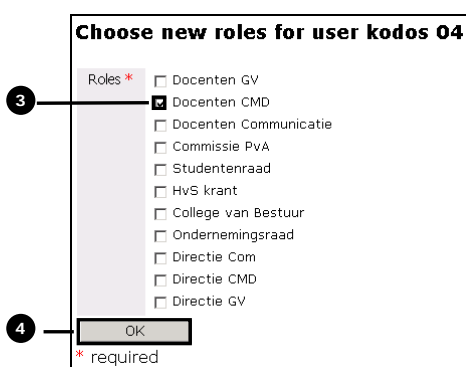 Choose new roles for user kodos 04
Roles * Docenten GV
3 Docenten CMD
Docenten Communicatie
Commissie PvA
Studentenraad
HvS krant
College van Bestuur
Ondernemingsraad
Directie Com
Directie CMD
Directie GV
4 OK
* required